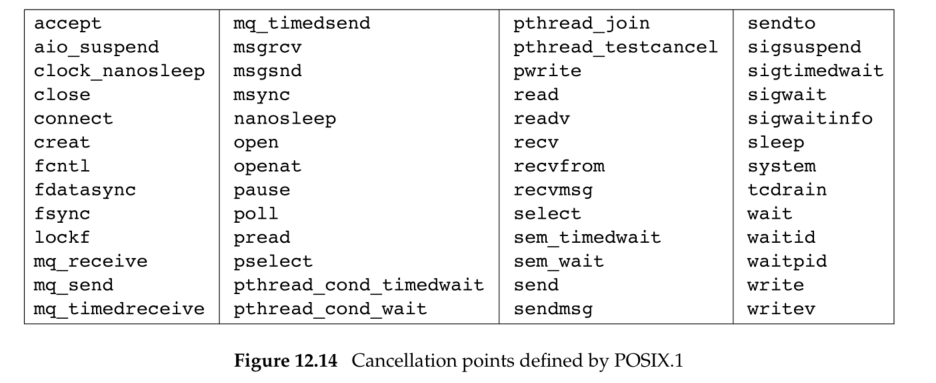 accept mq_timedsend pthread_join sendto
aio_suspend msgrcv pthread_testcancel sigsuspend
clock_nanosleep msgsnd pwrite sigtimedwait
close msync read sigwait
connect nanosleep readv sigwaitinfo
creat open recv sleep
fcntl openat recvfrom system
fdatasync pause recvmsg tcdrain
fsync poll select wait
lockf pread sem_timedwait waitid
mq_receive pselect sem_wait waitpid
mq_send pthread_cond_timedwait send write
mq_timedreceive pthread_cond_wait sendmsg writev
Figure 12.14 Cancellation points defined by POSIX.1